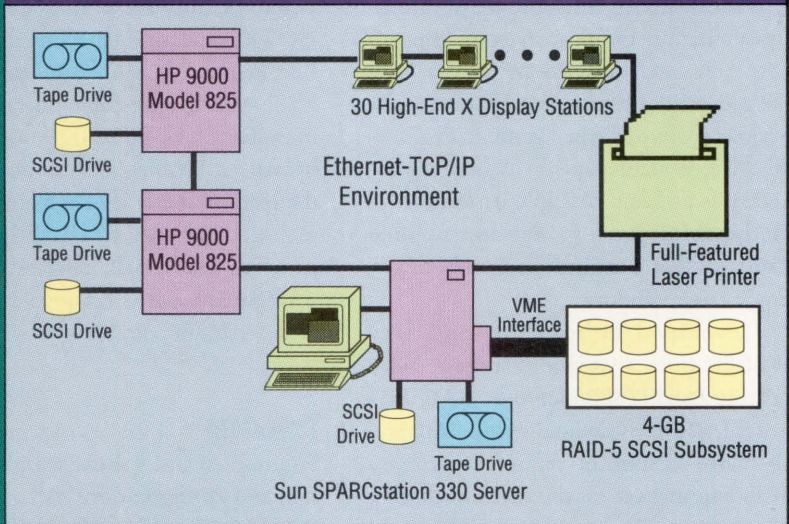 Tape Drive
HP 9000
Model 825
30 High-End X Display Stations
SCSI Drive
Ethernet-TCP/IP
Environment
Tape Drive
HP 9000
Model 825
Full-Featured
Laser Printer
SCSI Drive
VME
Interface
SCSI
Drive
Tape Drive
4-GB
RAID-5 SCSI Subsystem
Sun SPARCstation 330 Server